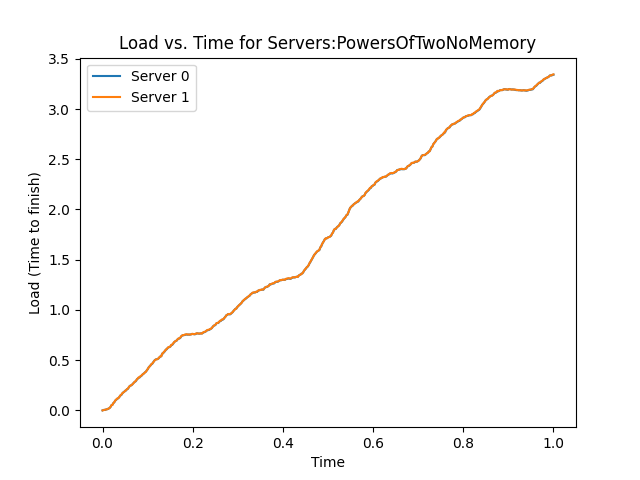 Load vs. Time for Servers:PowersOfTwoNoMemory
Server 0
Server 1
Load (Time to finish)
3.5
3.0
2.5
2.0
1.5
1.0
0.5
0.0
0.0 0.2 0.4 0.6 0.8 1.0
Time